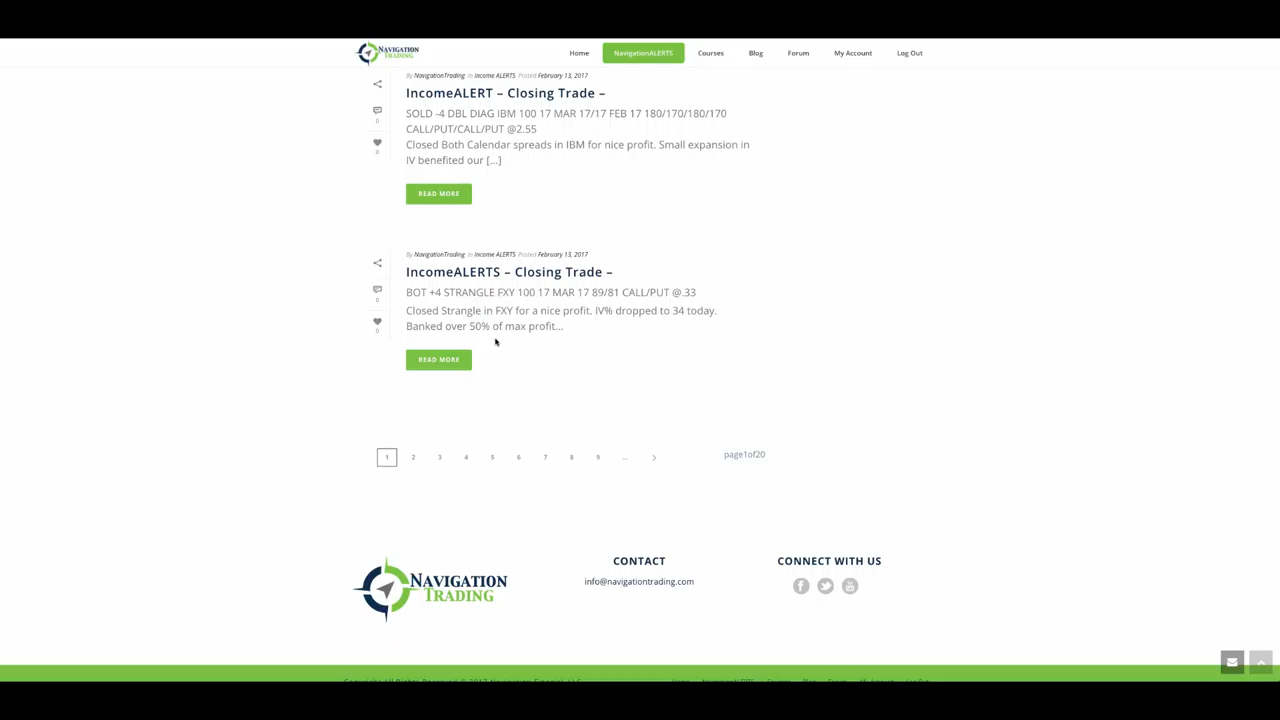 NAVIGATION
TRADING
Home
NavigationALERTS
Courses
Blog
Forum
My Account
Log Out
By NavigationTrading In Income ALERTS Posted February 13, 2017
IncomeALERT – Closing Trade –
0
0
SOLD -4 DBL DIAG IBM 100 17 MAR 17/17 FEB 17 180/170/180/170
CALL/PUT/CALL/PUT @2.55
Closed Both Calendar spreads in IBM for nice profit. Small expansion in
IV benefited our [...]
READ MORE
By NavigationTrading In Income ALERTS Posted February 13, 2017
IncomeALERTS – Closing Trade –
0
0
BOT +4 STRANGLE FXY 100 17 MAR 17 89/81 CALL/PUT @.33
Closed Strangle in FXY for a nice profit. IV% dropped to 34 today.
Banked over 50% of max profit...
READ MORE
1 2 3 4 5 6 7 8 9 ...
page1of20
NAVIGATION
TRADING
CONTACT
info@navigationtrading.com
CONNECT WITH US